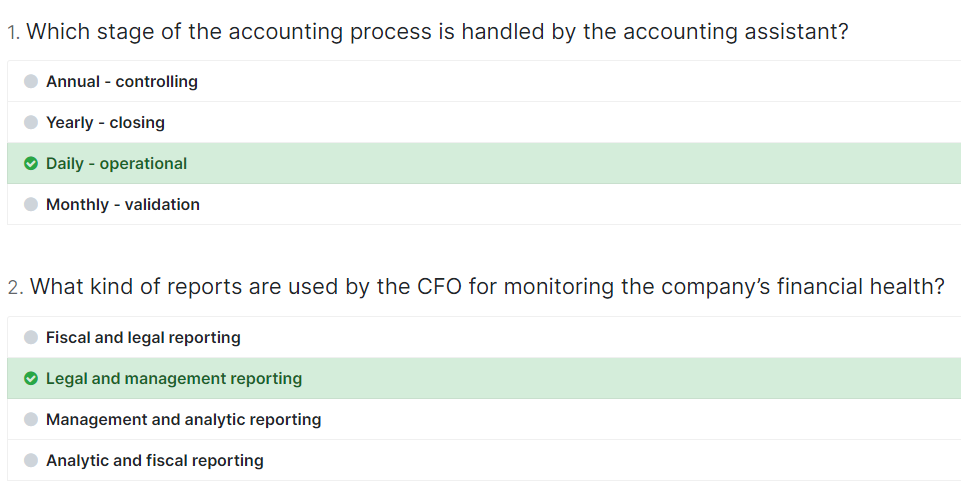 1. Which stage of the accounting process is handled by the accounting assistant?
Annual - controlling
Yearly - closing
Daily - operational
Monthly - validation
2. What kind of reports are used by the CFO for monitoring the company’s financial health?
Fiscal and legal reporting
Legal and management reporting
Management and analytic reporting
Analytic and fiscal reporting